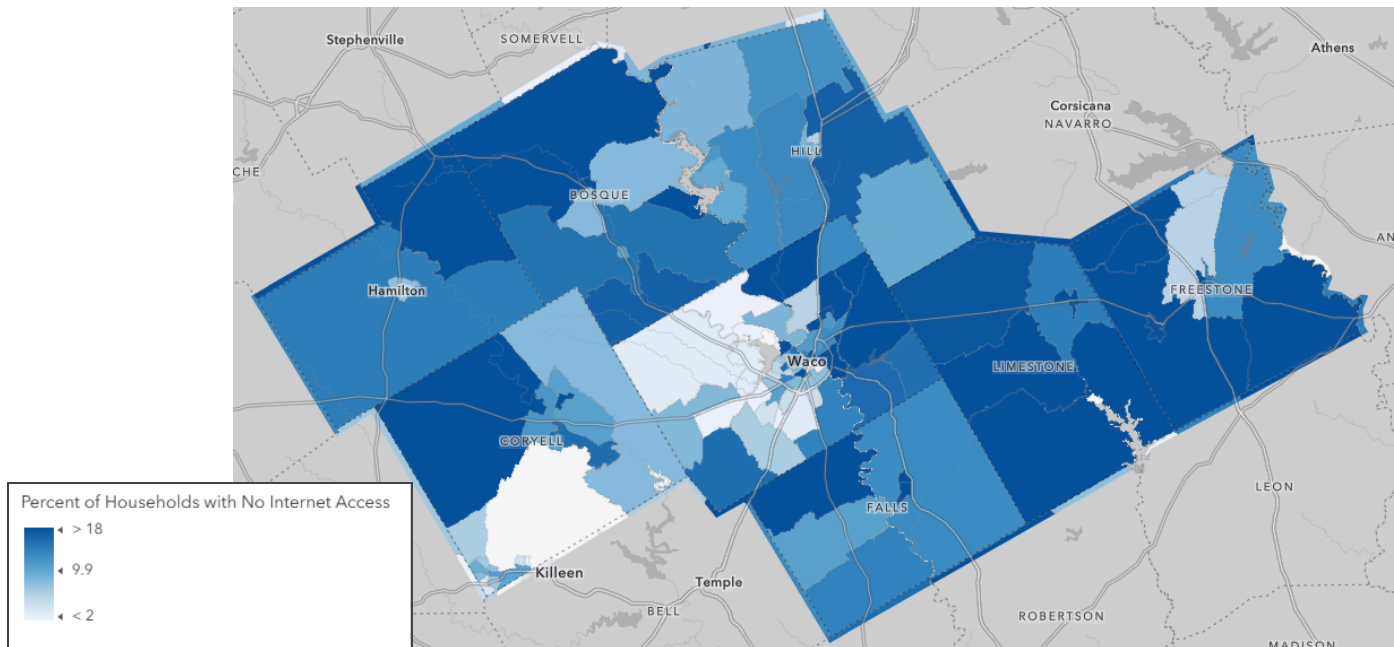 Stephenville
SOMERVELL
Athens
Corsicana
NAVARRO
HILL
CHE
BOSQUE
AN
Hamilton
FREESTONE
Waco
LIMESTONE
CORYELL
Percent of Households with No Internet Access
> 18
9.9
< 2
LEON
FALLS
Killeen
Temple
BELL
ROBERTSON
MADISON